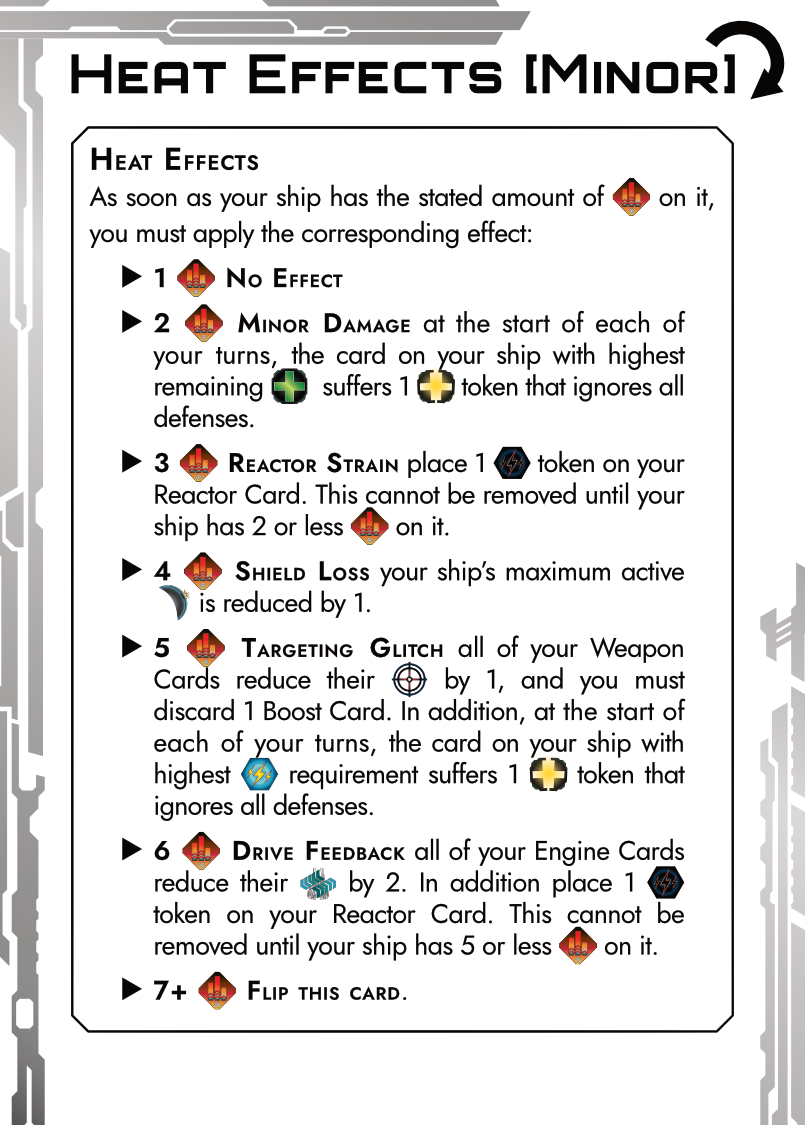 HEAT EFFECTS [MINOR]
HEAT EFFECTS
As soon as your ship has the stated amount of on it,
you must apply the corresponding effect:
▶ 1 NO EFFECT
▶ 2 MINOR DAMAGE at the start of each of
your turns, the card on your ship with highest
remaining suffers 1 token that ignores all
defenses.
▶ 3 REACTOR STRAIN place 1 token on your
Reactor Card. This cannot be removed until your
ship has 2 or less on it.
▶ 4 SHIELD LOSS your ship’s maximum active
is reduced by 1.
▶ 5 TARGETING GLITCH all of your Weapon
Cards reduce their by 1, and you must
discard 1 Boost Card. In addition, at the start of
each of your turns, the card on your ship with
highest requirement suffers 1 token that
ignores all defenses.
▶ 6 DRIVE FEEDBACK all of your Engine Cards
reduce their by 2. In addition place 1
token on your Reactor Card. This cannot be
removed until your ship has 5 or less on it.
▶ 7+ FLIP THIS CARD.